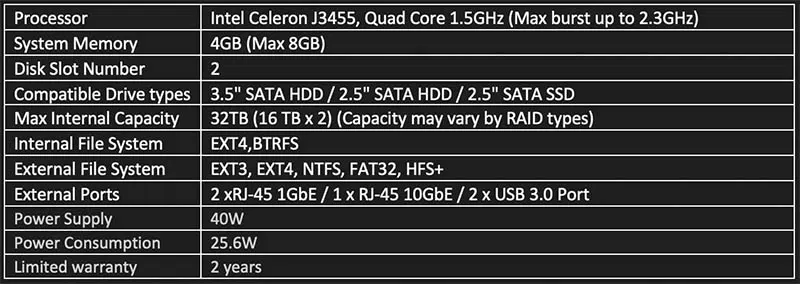 Processor Intel Celeron J3455, Quad Core 1.5GHz (Max burst up to 2.3GHz)
System Memory 4GB (Max 8GB)
Disk Slot Number 2
Compatible Drive types 3.5" SATA HDD / 2.5" SATA HDD / 2.5" SATA SSD
Max Internal Capacity 32TB (16 TB x 2) (Capacity may vary by RAID types)
Internal File System EXT4,BTRFS
External File System EXT3, EXT4, NTFS, FAT32, HFS+
External Ports 2 xRJ-45 1GbE / 1 x RJ-45 10GbE / 2 x USB 3.0 Port
Power Supply 40W
Power Consumption 25.6W
Limited warranty 2 years